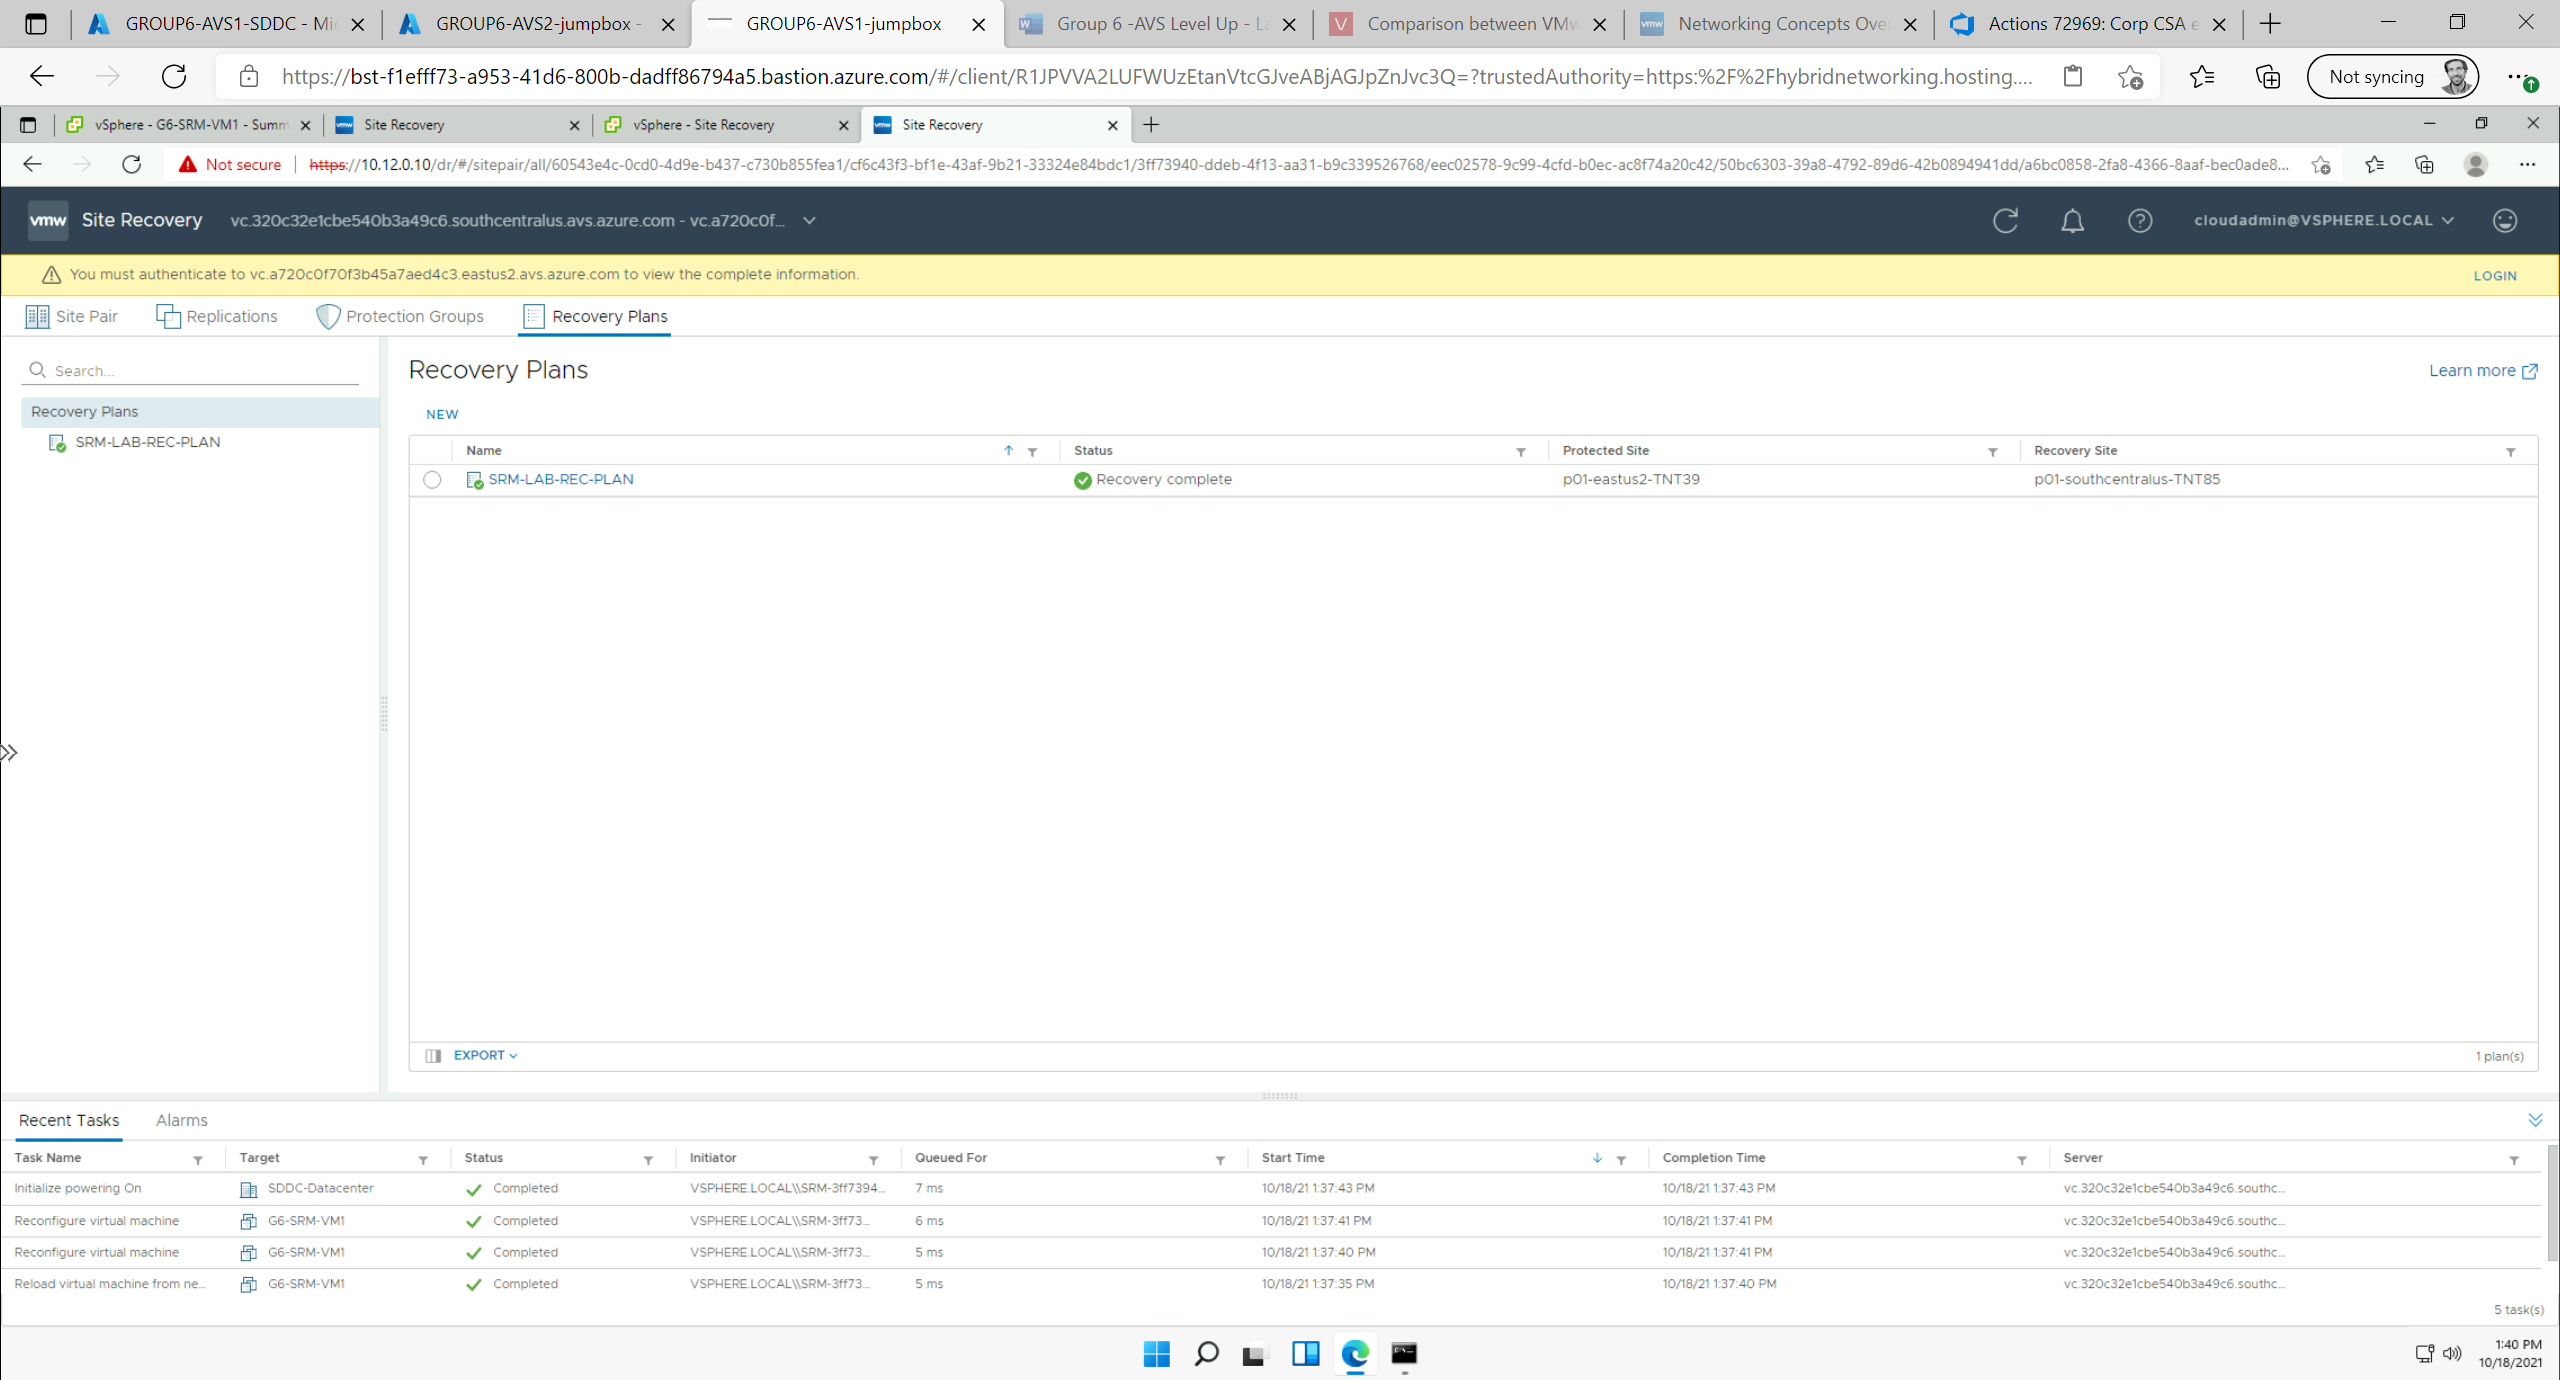 GROUP6-AVS1-SDDC - Mic
GROUP6-AVS2-jumpbox -
GROUP6-AVS1-jumpbox
Group 6 -AVS Level Up - La
Comparison between VMw
Networking Concepts Over
Actions 72969: Corp CSA e
https://bst-f1efff73-a953-41d6-800b-dadff86794a5.bastion.azure.com/#/client/R1JPVVA2LUFWUzEtanVtcGJveABjAGJpZnJvc3Q=?trustedAuthority=https:%2F%2Fhybridnetworking.hosting....
Not syncing
vSphere - G6-SRM-VM1 - Summ
Site Recovery
vSphere - Site Recovery
Site Recovery
Not secure
https://10.12.0.10/dr/#/sitepair/all/60543e4c-0cd0-4d9e-b437-c730b855fea1/cf6c43f3-bf1e-43af-9b21-33324e84bdc1/3ff73940-ddeb-4f13-aa31-b9c339526768/eec02578-9c99-4cfd-b0ec-ac8f74a20c42/50bc6303-39a8-4792-89d6-42b0894941dd/a6bc0858-2fa8-4366-8aaf-bec0ade8...
vmw Site Recovery vc.320c32e1cbe540b3a49c6.southcentralus.avs.azure.com - vc.a720c0f...
cloudadmin@VSPHERE.LOCAL
You must authenticate to vc.a720c0f70f3b45a7aed4c3.eastus2.avs.azure.com to view the complete information.
LOGIN
Site Pair Replications Protection Groups Recovery Plans
Search...
Recovery Plans
SRM-LAB-REC-PLAN
Recovery Plans
Learn more
NEW
Name Status Protected Site Recovery Site
SRM-LAB-REC-PLAN Recovery complete p01-eastus2-TNT39 p01-southcentralus-TNT85
EXPORT
1 plan(s)
Recent Tasks Alarms
Task Name Target Status Initiator Queued For Start Time Completion Time Server
Initialize powering On SDDC-Datacenter Completed VSPHERE.LOCAL\\SRM-3ff7394... 7 ms 10/18/21 1:37:43 PM 10/18/21 1:37:43 PM vc.320c32e1cbe540b3a49c6.southc...
Reconfigure virtual machine G6-SRM-VM1 Completed VSPHERE.LOCAL\\SRM-3ff73... 6 ms 10/18/21 1:37:41 PM 10/18/21 1:37:41 PM vc.320c32e1cbe540b3a49c6.southc...
Reconfigure virtual machine G6-SRM-VM1 Completed VSPHERE.LOCAL\\SRM-3ff73... 5 ms 10/18/21 1:37:40 PM 10/18/21 1:37:41 PM vc.320c32e1cbe540b3a49c6.southc...
Reload virtual machine from ne... G6-SRM-VM1 Completed VSPHERE.LOCAL\\SRM-3ff73... 5 ms 10/18/21 1:37:35 PM 10/18/21 1:37:40 PM vc.320c32e1cbe540b3a49c6.southc...
5 task(s)
1:40 PM
10/18/2021